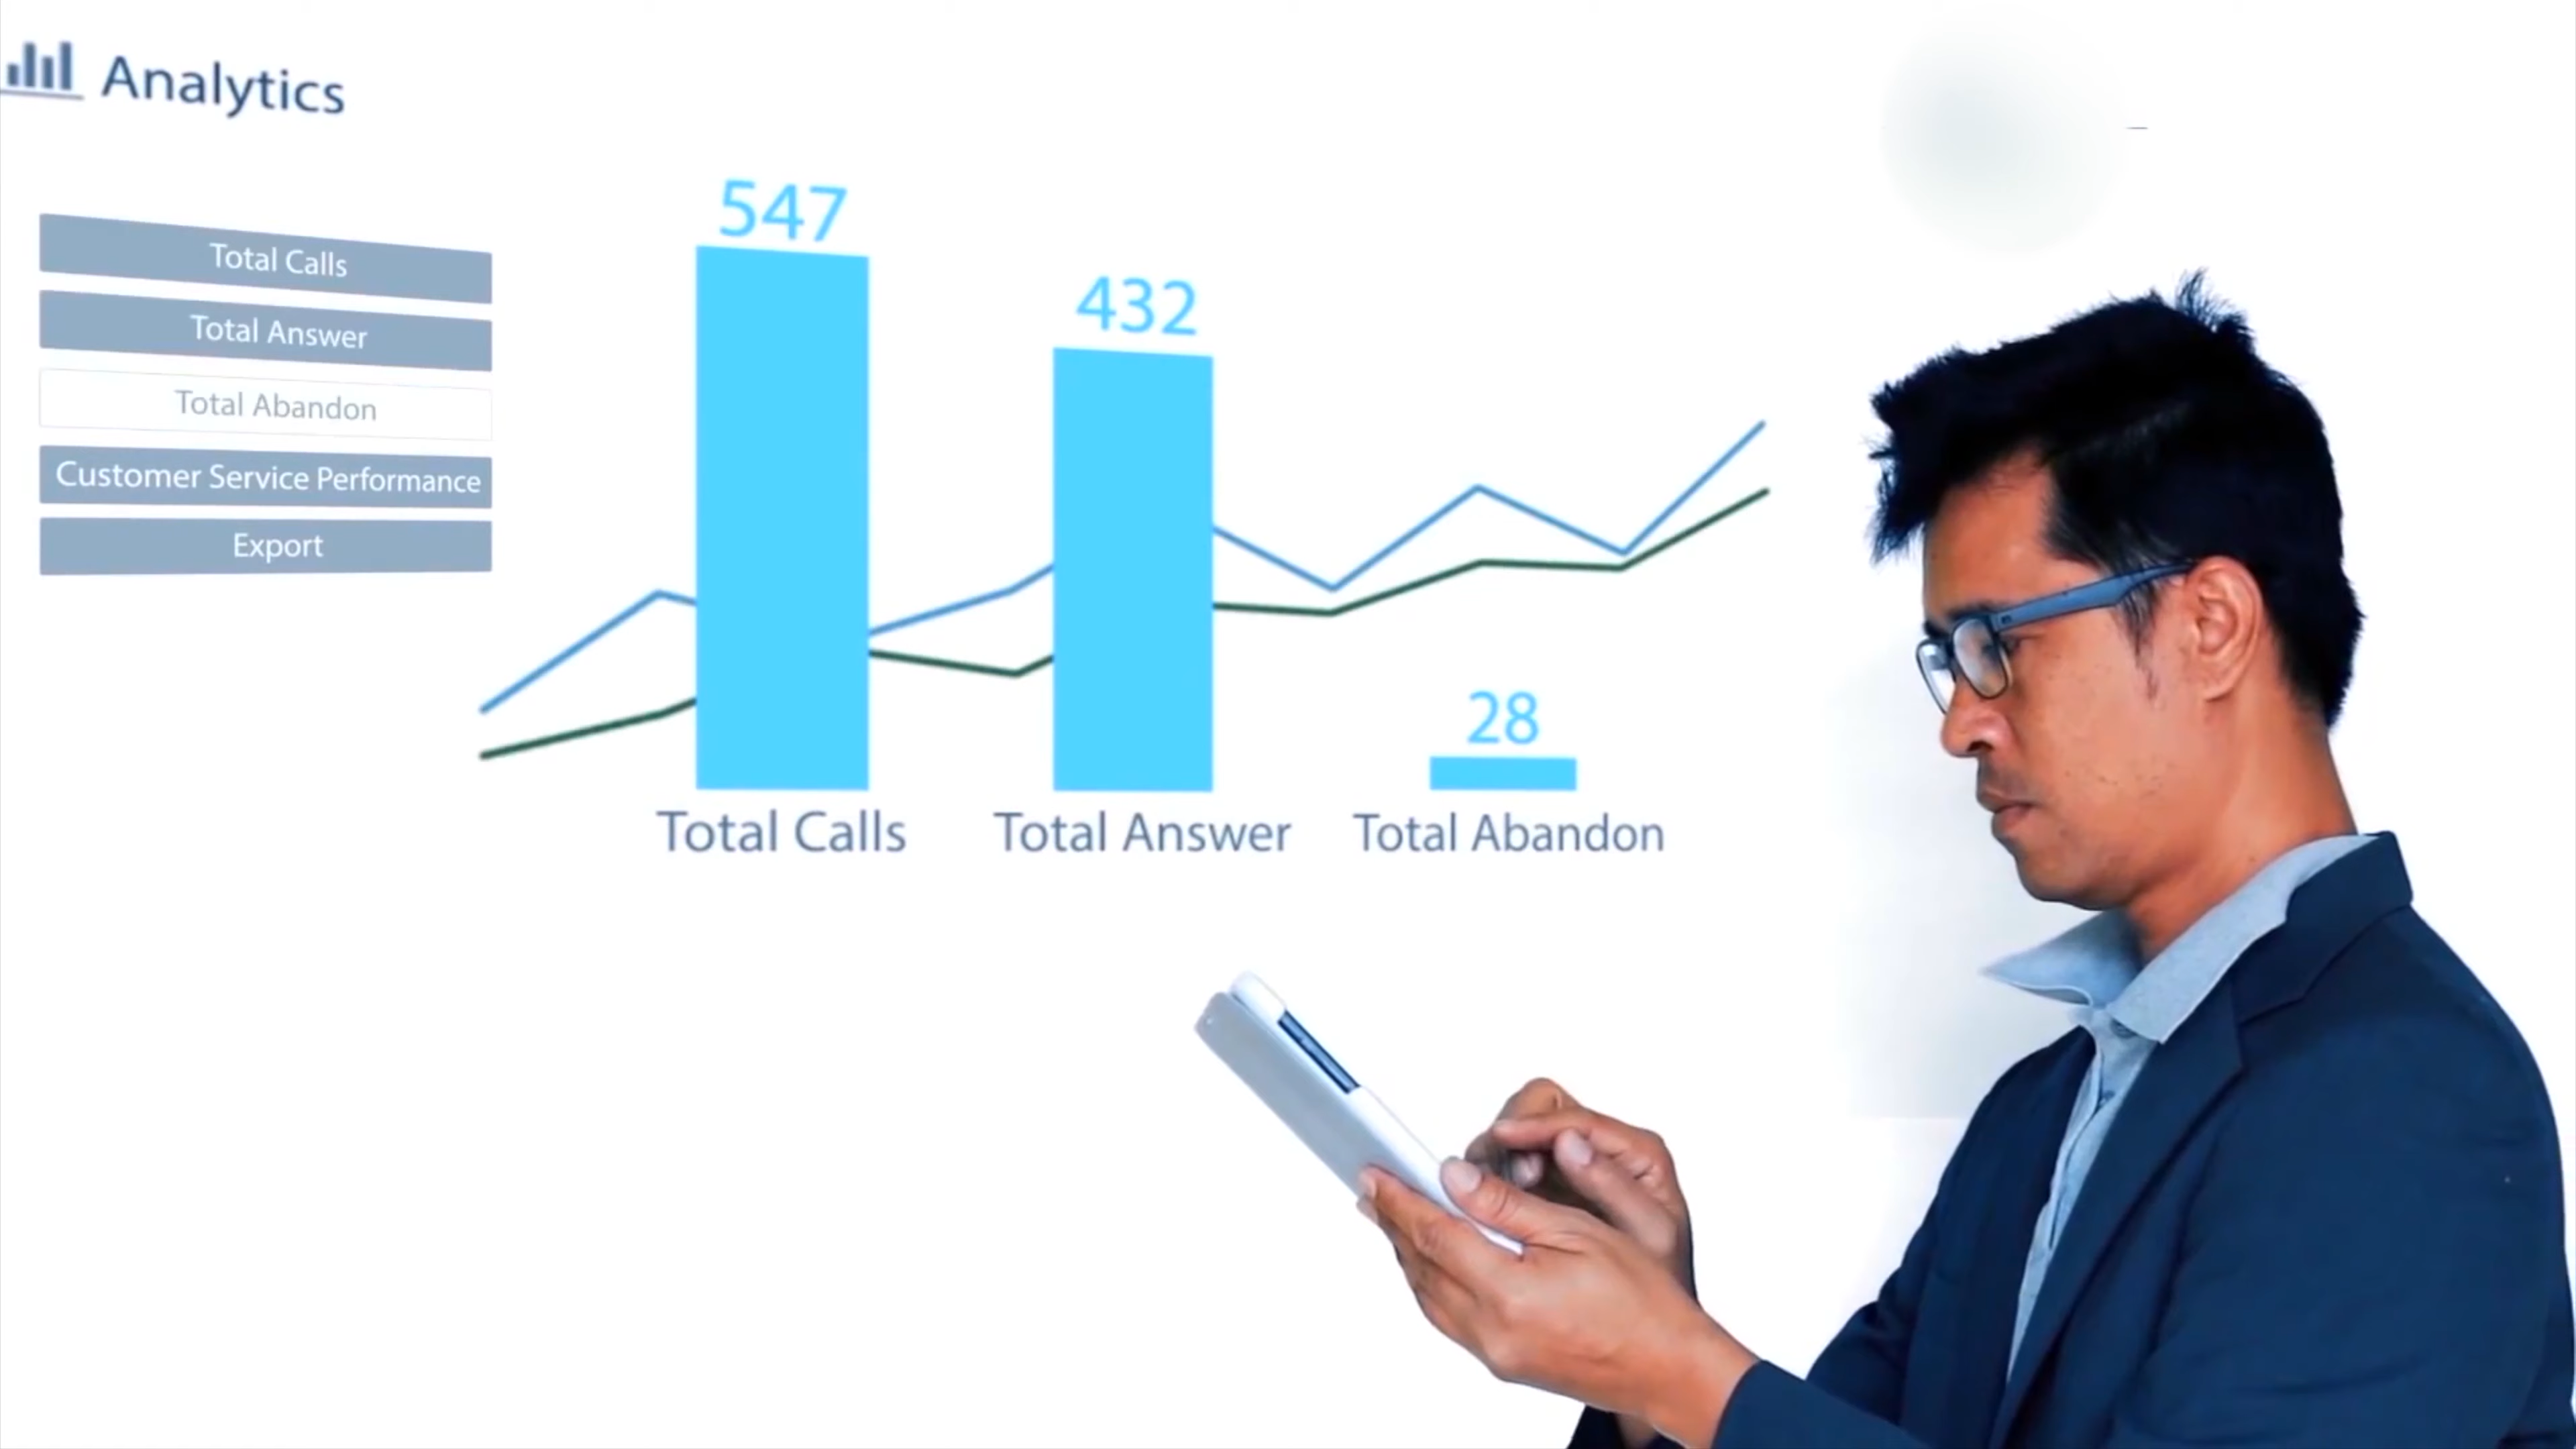 Analytics
Total Calls
Total Answer
Total Abandon
Customer Service Performance
Export
547
432
28
Total Calls
Total Answer
Total Abandon